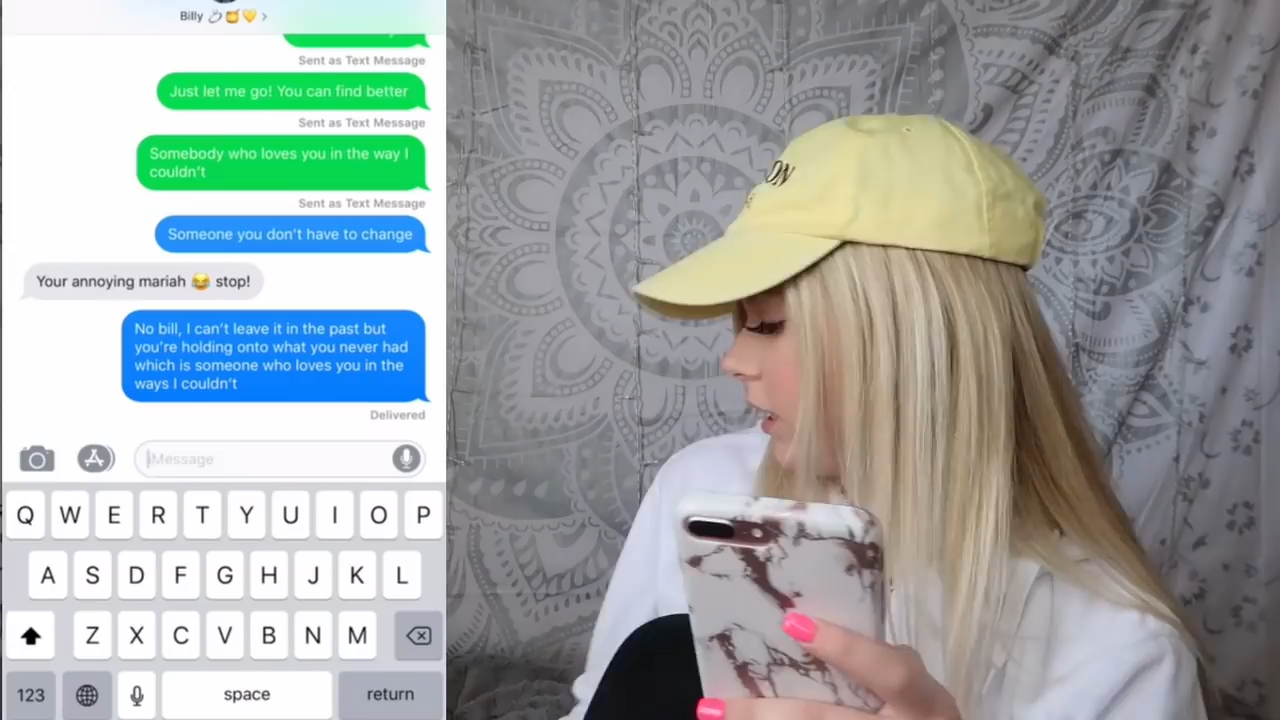 Billy 💍🍯💛 >
Sent as Text Message
Just let me go! You can find better
Sent as Text Message
Somebody who loves you in the way I
couldn't
Sent as Text Message
Someone you don't have to change
Your annoying mariah 😂 stop!
No bill, I can't leave it in the past but
you're holding onto what you never had
which is someone who loves you in the
ways I couldn't
Delivered
Message
Q W E R T Y U I O P
A S D F G H J K L
Z X C V B N M
123 space return
ON